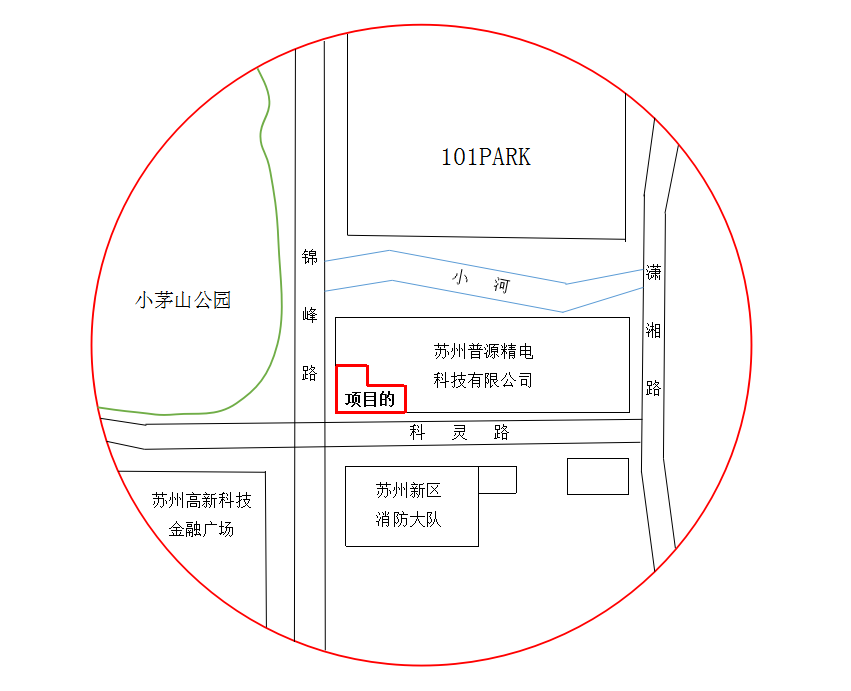 101PARK
小河
潇湘路
锦峰路
小茅山公园
苏州普源精电
科技有限公司
项目的
科灵路
苏州高新科技
金融广场
苏州新区
消防大队